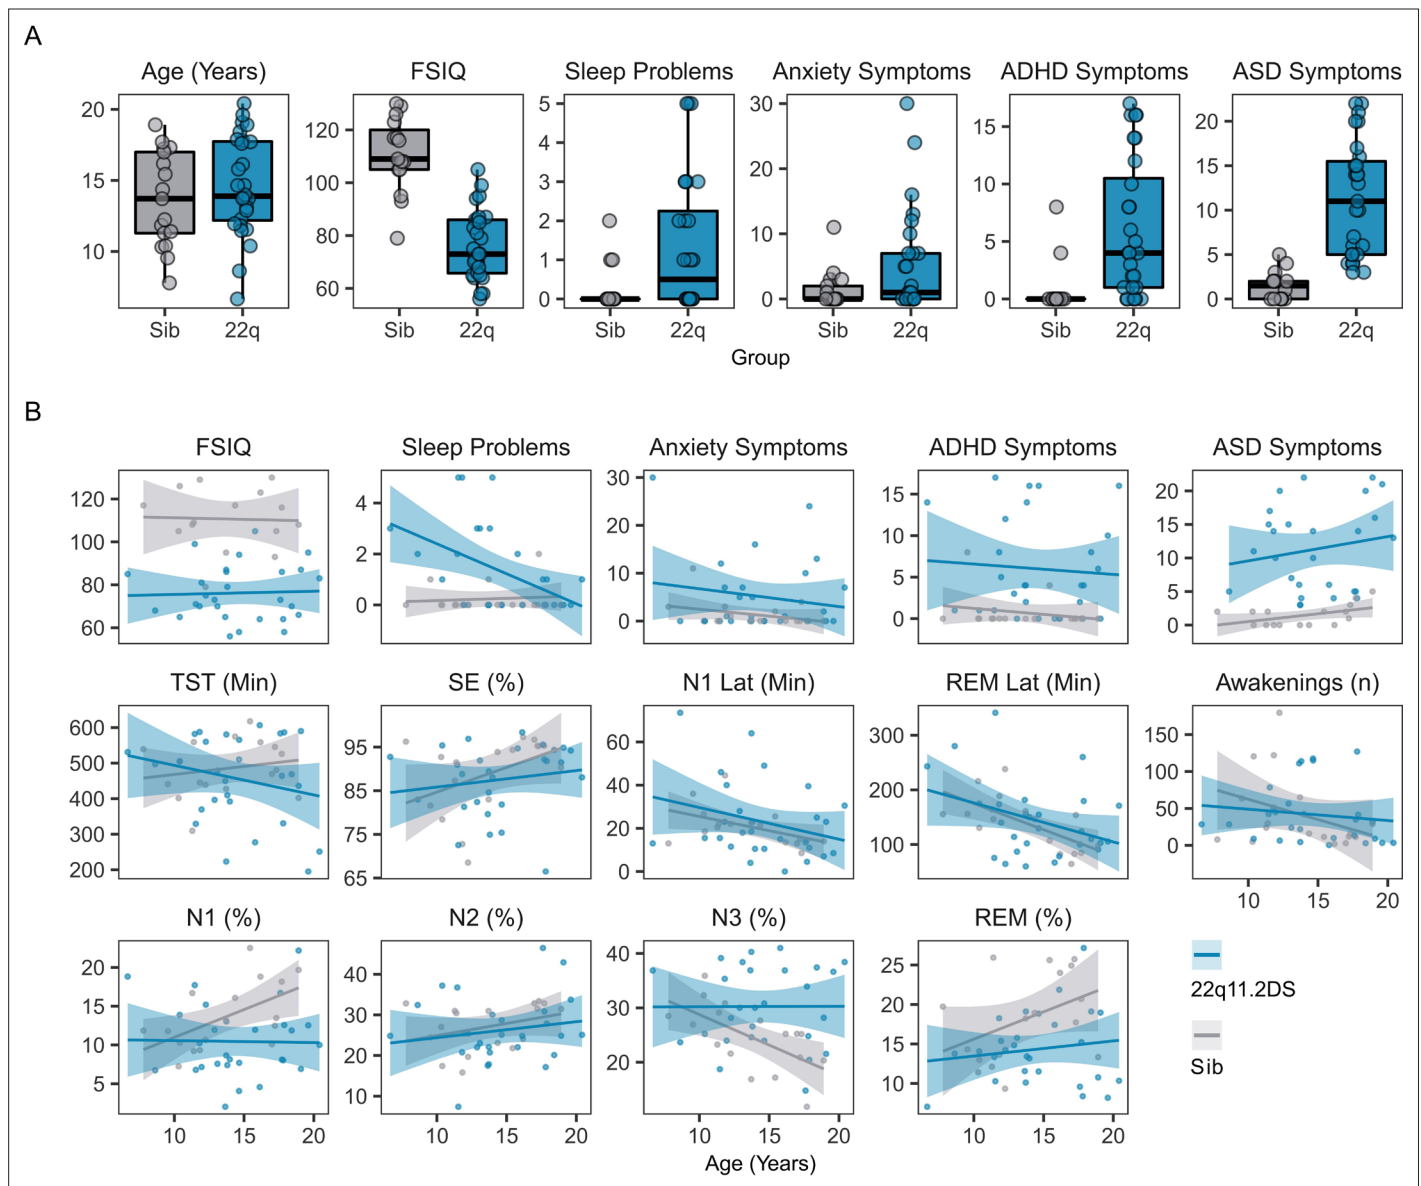 A
Age (Years) FSIQ Sleep Problems Anxiety Symptoms ADHD Symptoms ASD Symptoms
20 15 10
120 100 80 60
5 4 3 2 1 0
30 20 10 0
15 10 5 0
20 15 10 5 0
Sib 22q Sib 22q Sib 22q Sib 22q Sib 22q Sib 22q
Group
B
FSIQ Sleep Problems Anxiety Symptoms ADHD Symptoms ASD Symptoms
120 100 80 60
4 2 0
30 20 10 0
15 10 5 0
20 15 10 5 0
TST (Min) SE (%) N1 Lat (Min) REM Lat (Min) Awakenings (n)
600 500 400 300 200
95 85 75 65
60 40 20 0
300 200 100
150 100 50 0
10 15 20
N1 (%) N2 (%) N3 (%) REM (%)
20 15 10 5
40 30 20 10
40 30 20
25 20 15 10
22q11.2DS
Sib
10 15 20 10 15 20 10 15 20 10 15 20
Age (Years)